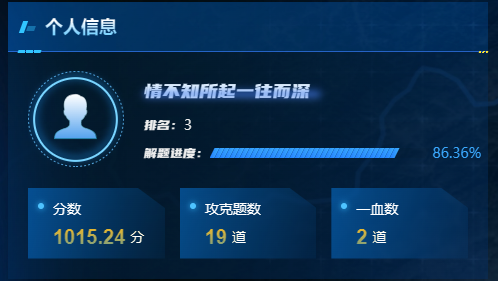 个人信息
情不知所起一往而深
排名：3
解题进度： 86.36%
分数
1015.24 分
攻克题数
19 道
一血数
2 道